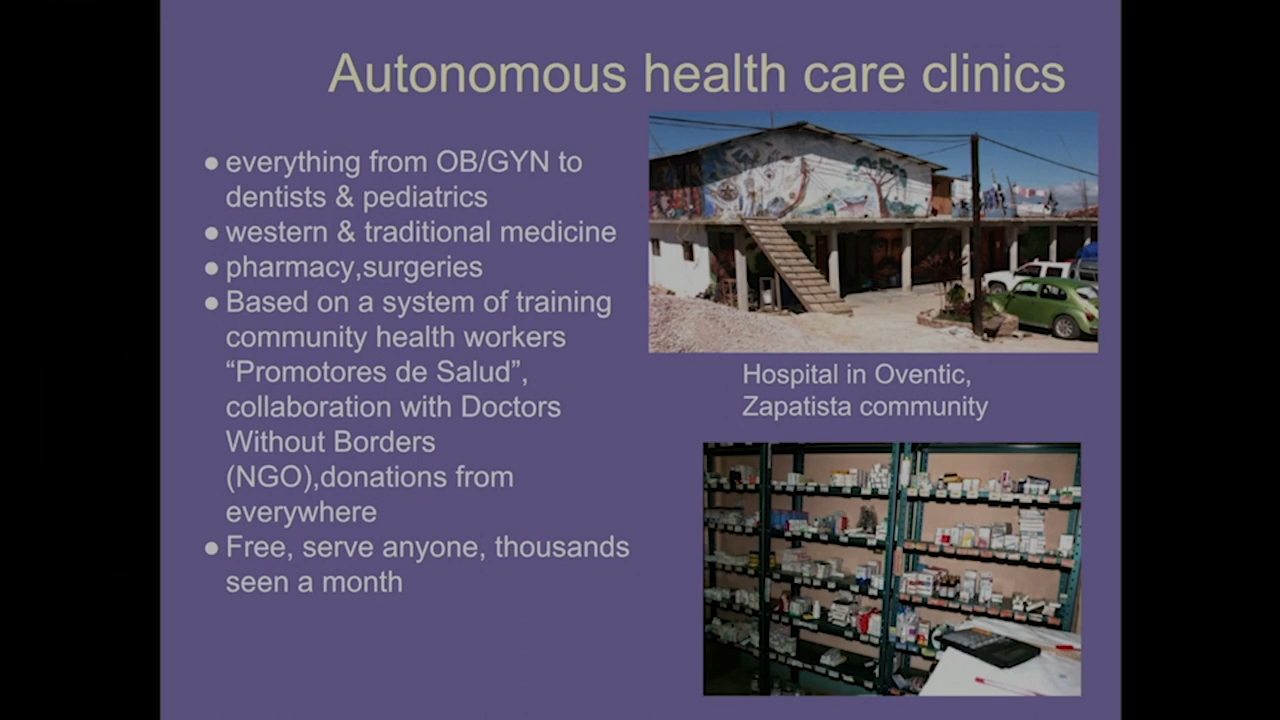 Autonomous health care clinics
● everything from OB/GYN to
dentists & pediatrics
● western & traditional medicine
● pharmacy,surgeries
● Based on a system of training
community health workers
“Promotores de Salud”,
collaboration with Doctors
Without Borders
(NGO),donations from
everywhere
● Free, serve anyone, thousands
seen a month
Hospital in Oventic,
Zapatista community